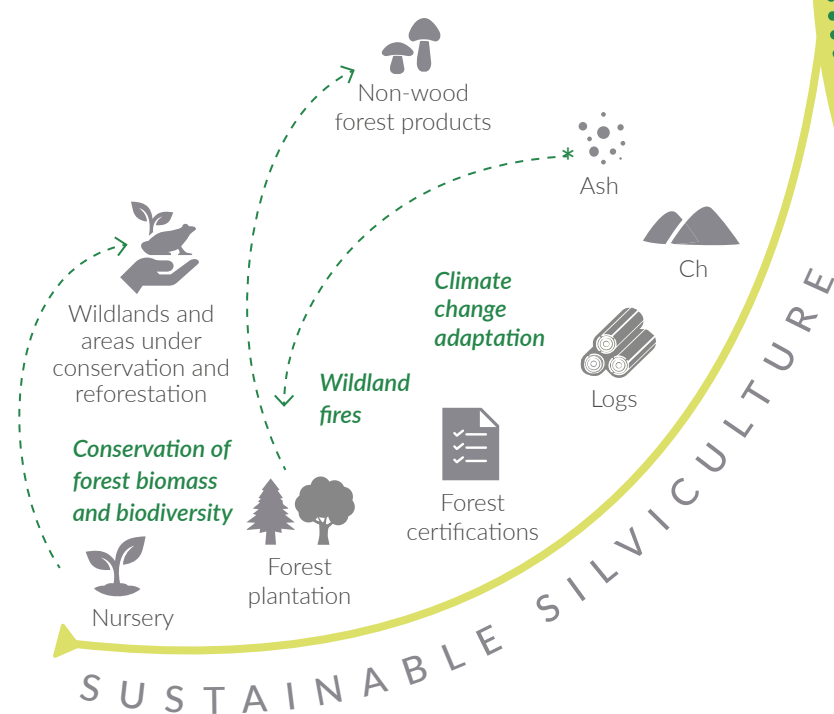 Non-wood
forest products
Ash
Ch
Wildlands and
areas under
conservation and
reforestation
Climate
change
adaptation
Wildland
fires
Logs
Conservation of
forest biomass
and biodiversity
Forest
certifications
Forest
plantation
Nursery
SUSTAINABLE SILVICULTURE